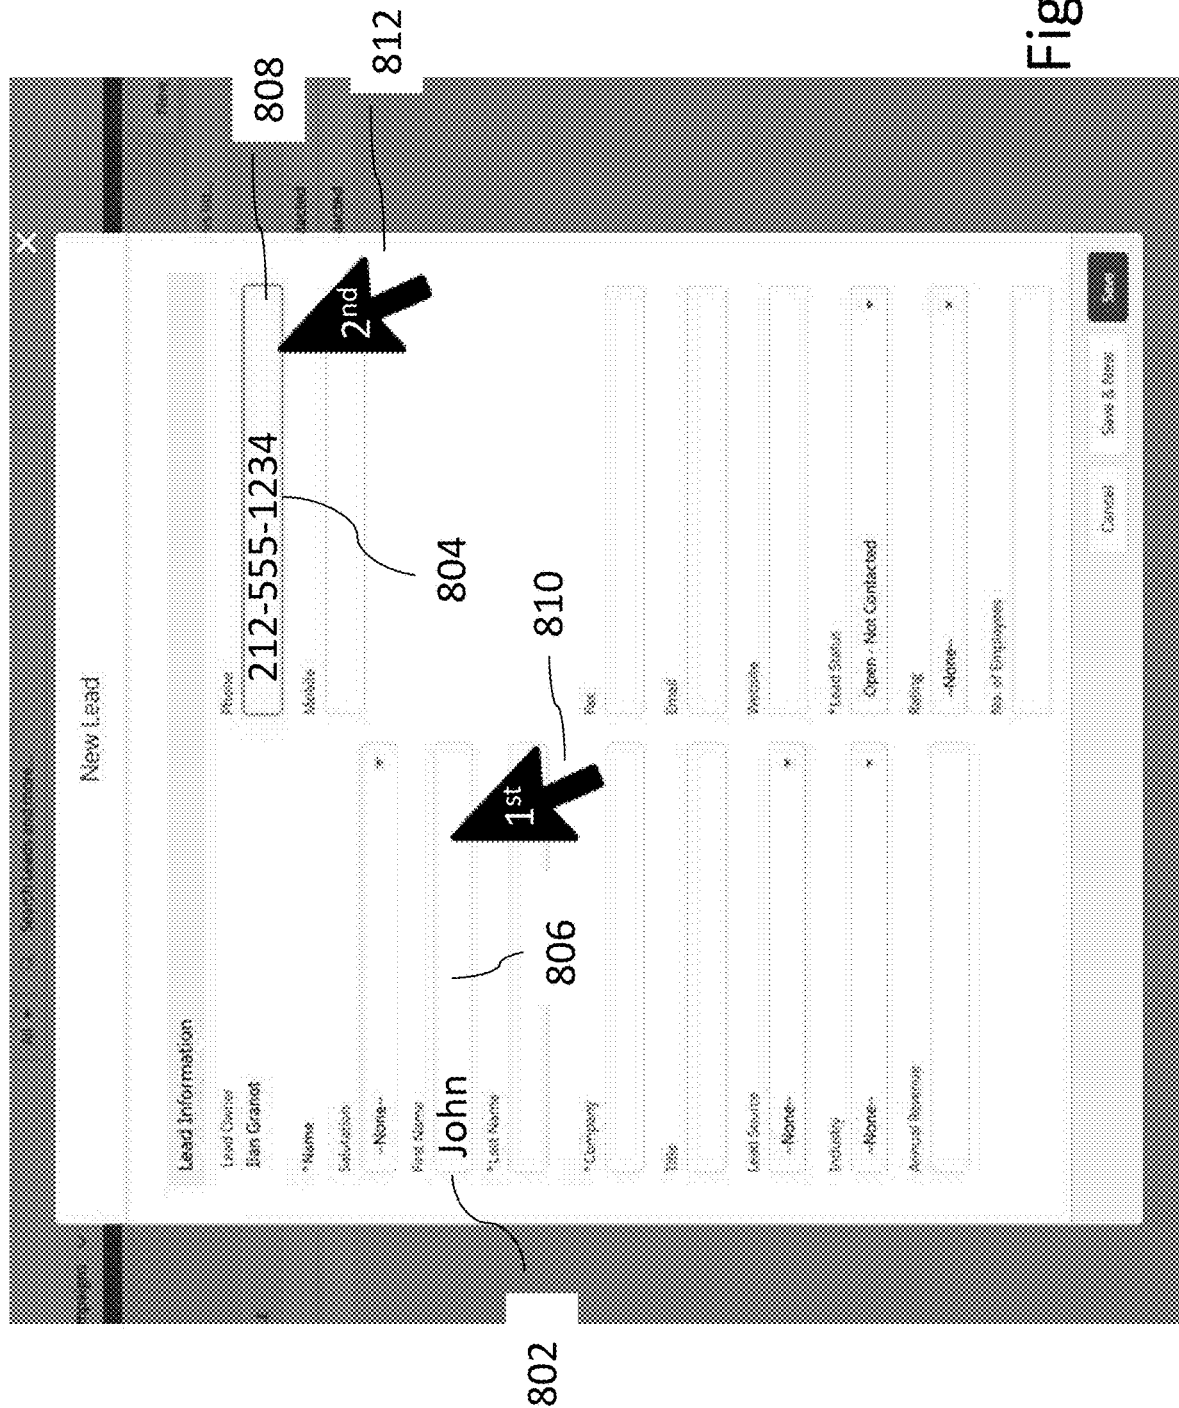 New Lead
Lead Information
Lead Owner
Ilan Granot
*Name
Salutation
--None--
First Name
John
*Last Name
*Company
Title
Lead Source
--None--
Industry
--None--
Annual Revenue
Phone
212-555-1234
Mobile
Fax
Email
Website
*Lead Status
Open - Not Contacted
Rating
--None--
No. of Employees
Cancel
Save & New
1st
2nd
802
804
806
808
810
812
Fig